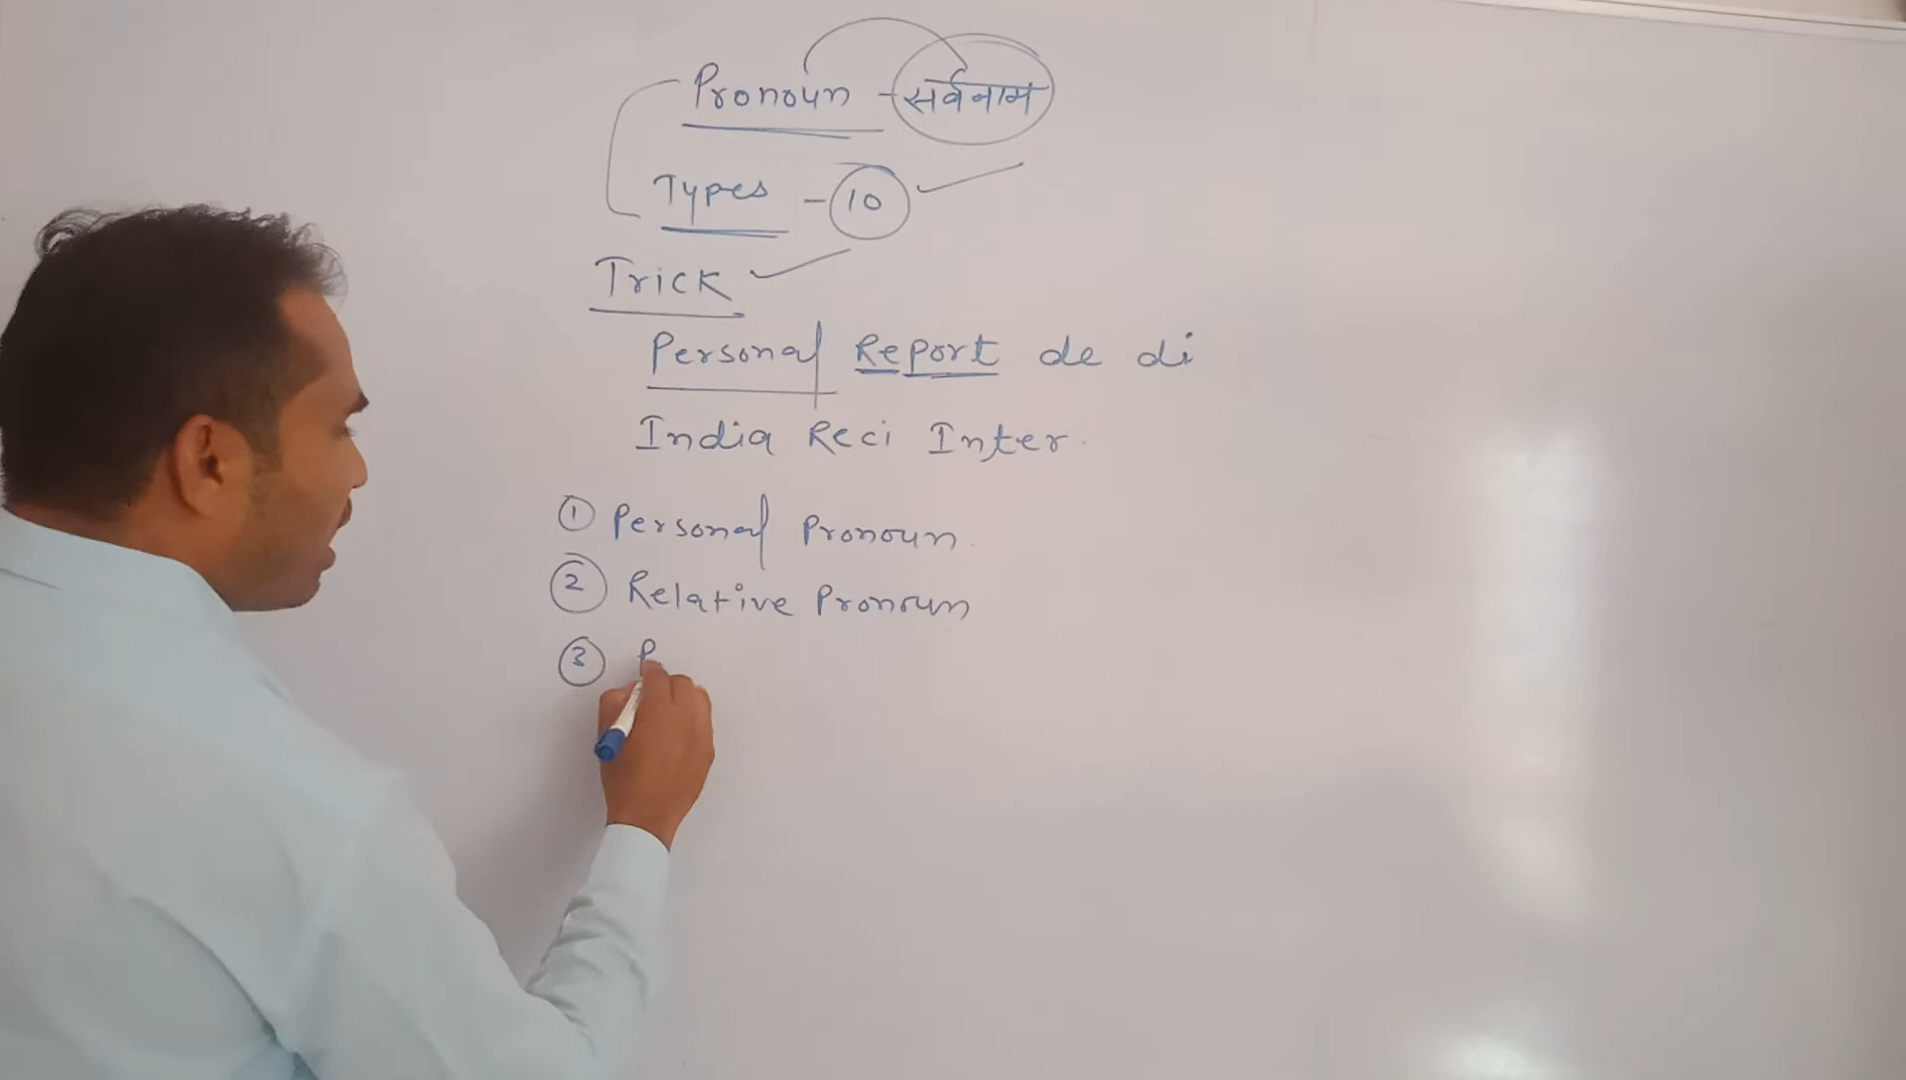 Pronoun - सर्वनाम
Types - 10
Trick
Personal Report de di
India Reci Inter.
① Personal Pronoun.
② Relative Pronoun
③ P